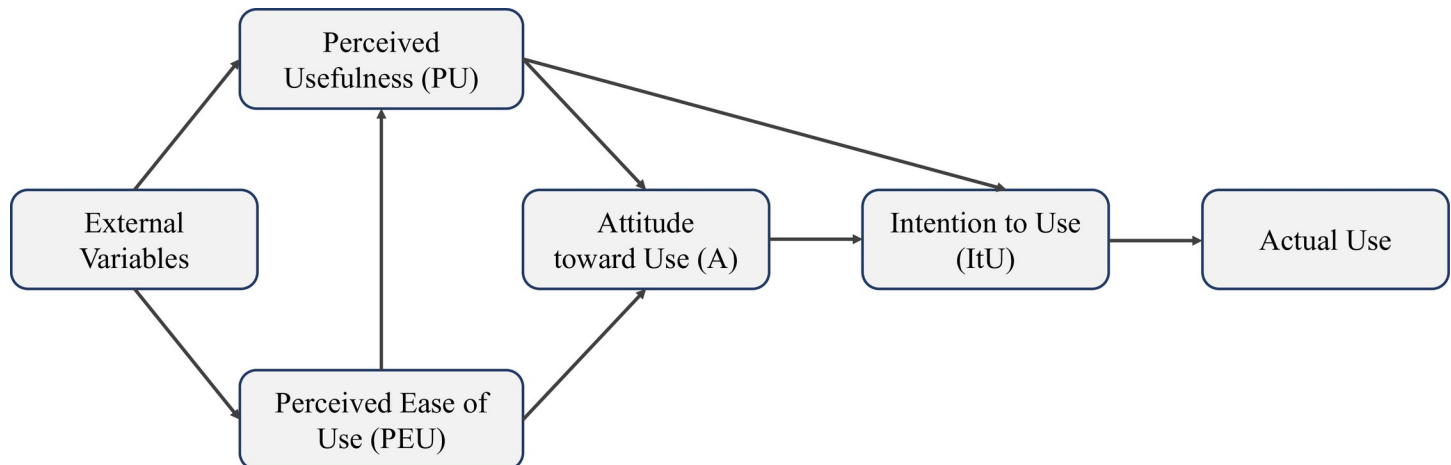 Perceived
Usefulness (PU)
External
Variables
Attitude
toward Use (A)
Intention to Use
(ItU)
Actual Use
Perceived Ease of
Use (PEU)